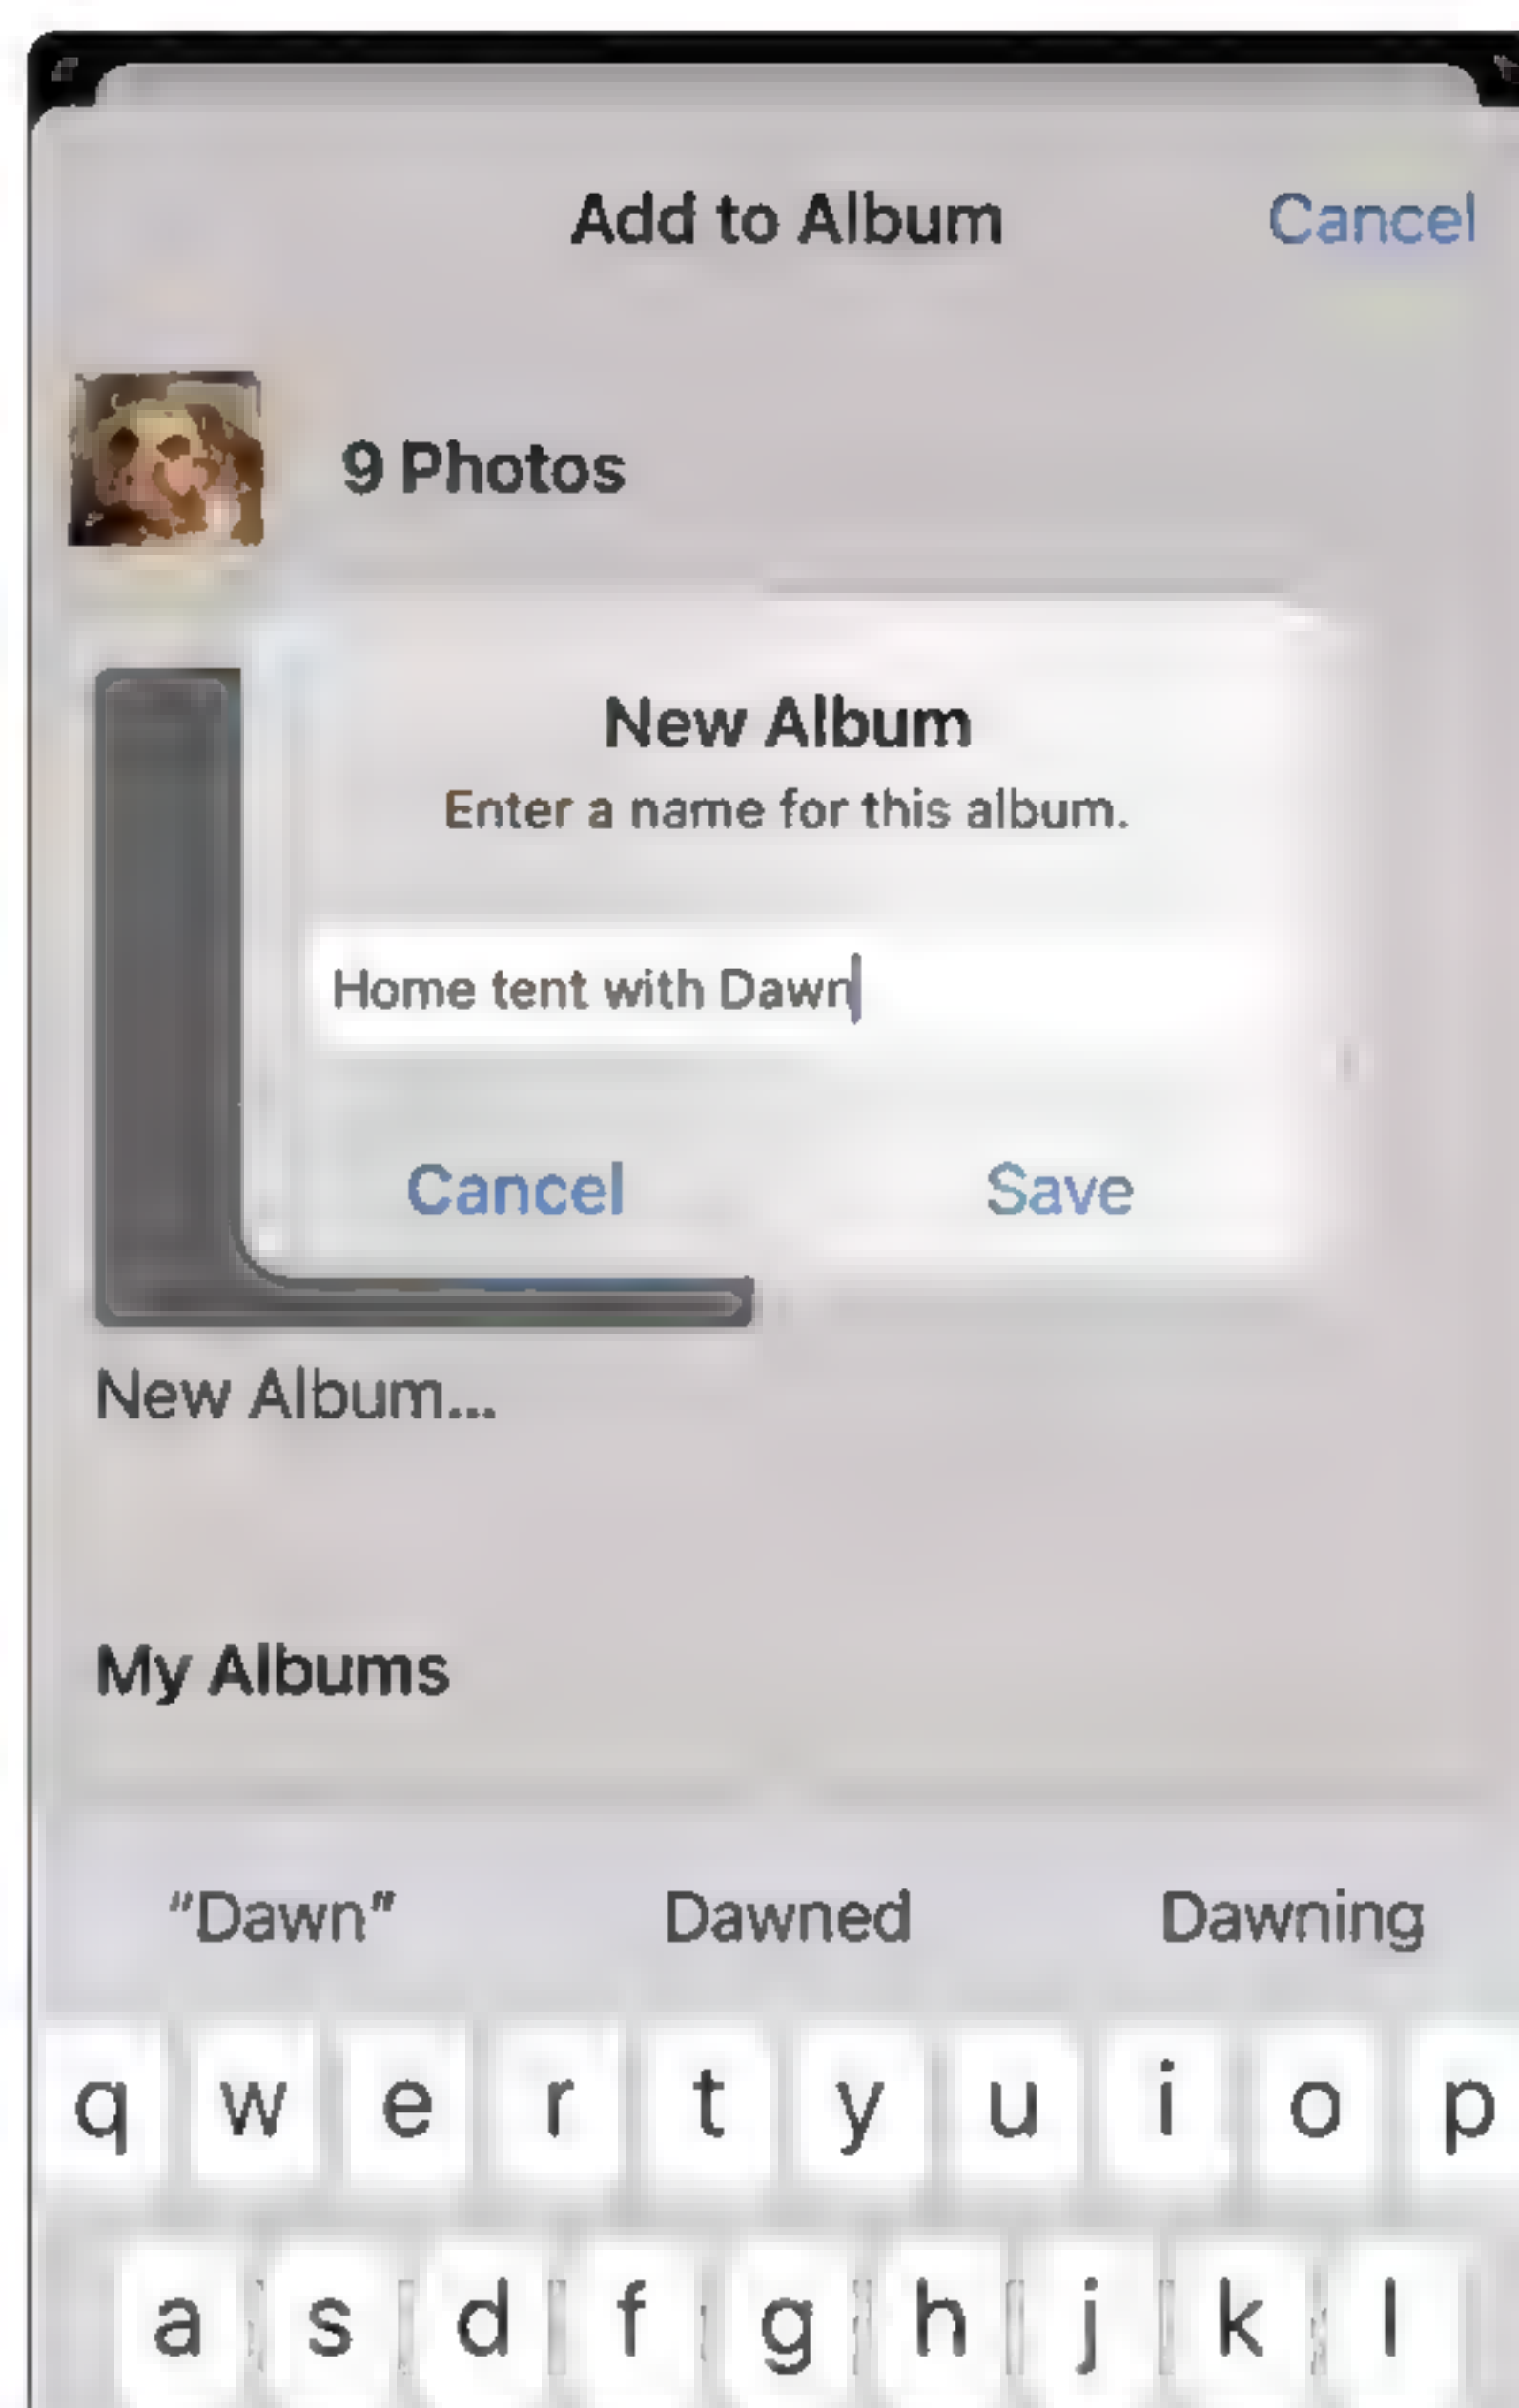 Add to Album Cancel
9 Photos
New Album
Enter a name for this album.
Home tent with Dawn
Cancel Save
New Album...
My Albums
"Dawn" Dawned Dawning
q w e r t y u i o p
a s d f g h j k l